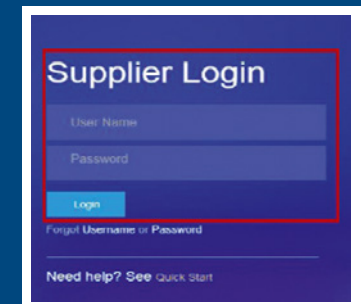 Supplier Login
User Name
Password
Login
Forgot Username or Password
Need help? See Quick Start